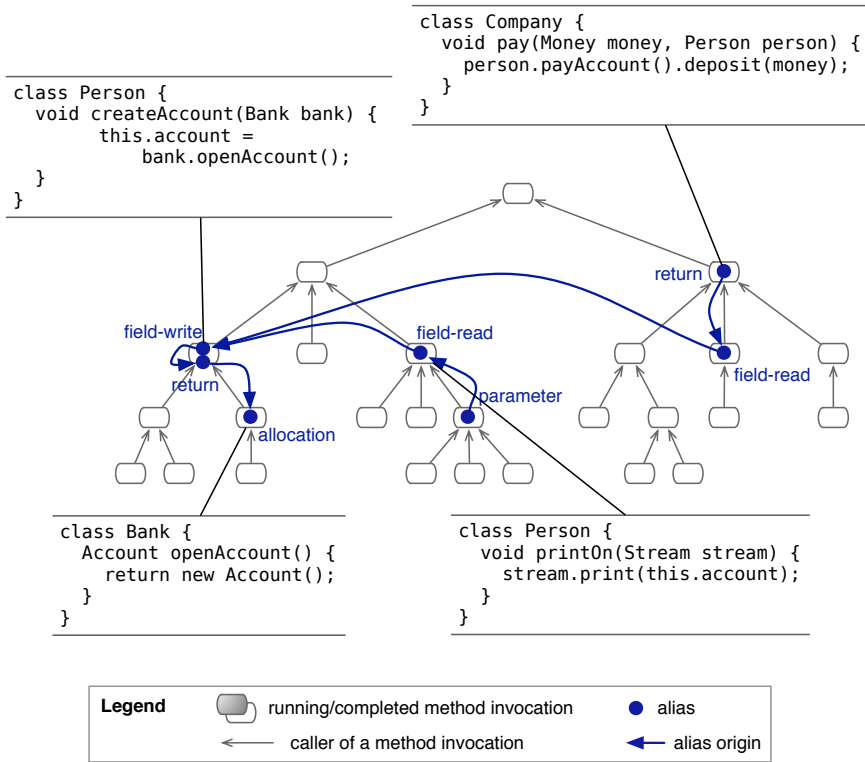 class Company {
  void pay(Money money, Person person) {
    person.payAccount().deposit(money);
  }
}
class Person {
  void createAccount(Bank bank) {
    this.account =
      bank.openAccount();
  }
}
return
field-write
field-read
return
field-read
parameter
allocation
class Bank {
  Account openAccount() {
    return new Account();
  }
}
class Person {
  void printOn(Stream stream) {
    stream.print(this.account);
  }
}
Legend
running/completed method invocation
alias
caller of a method invocation
alias origin